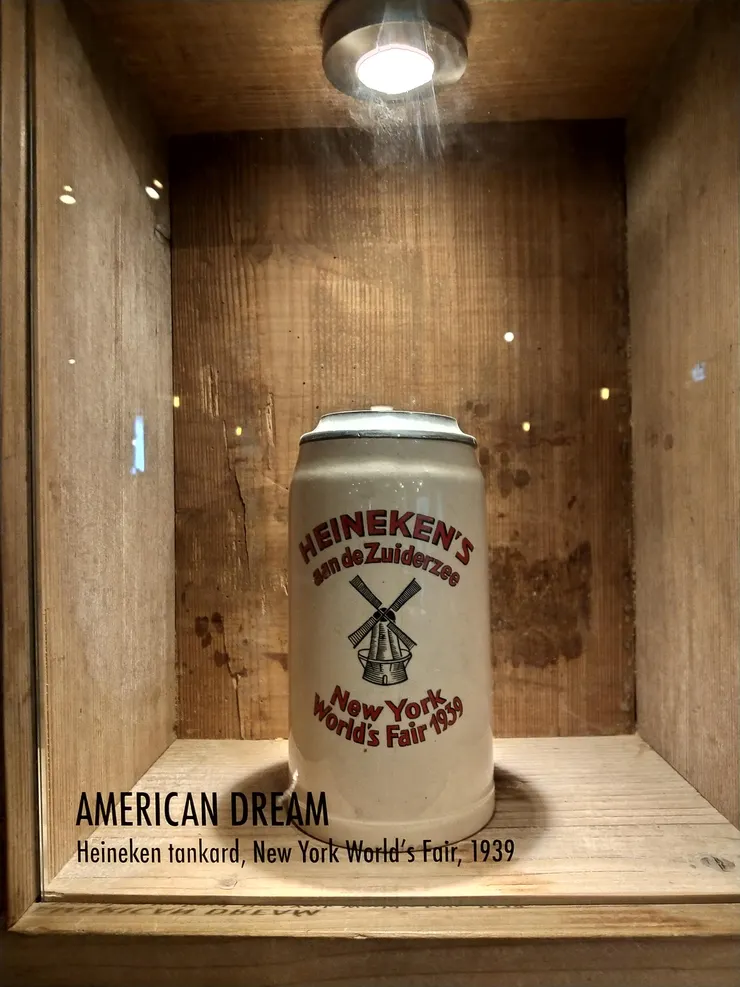 HEINEKEN'S
aan de Zuiderzee
New York
World's Fair 1939
AMERICAN DREAM
Heineken tankard, New York World's Fair, 1939